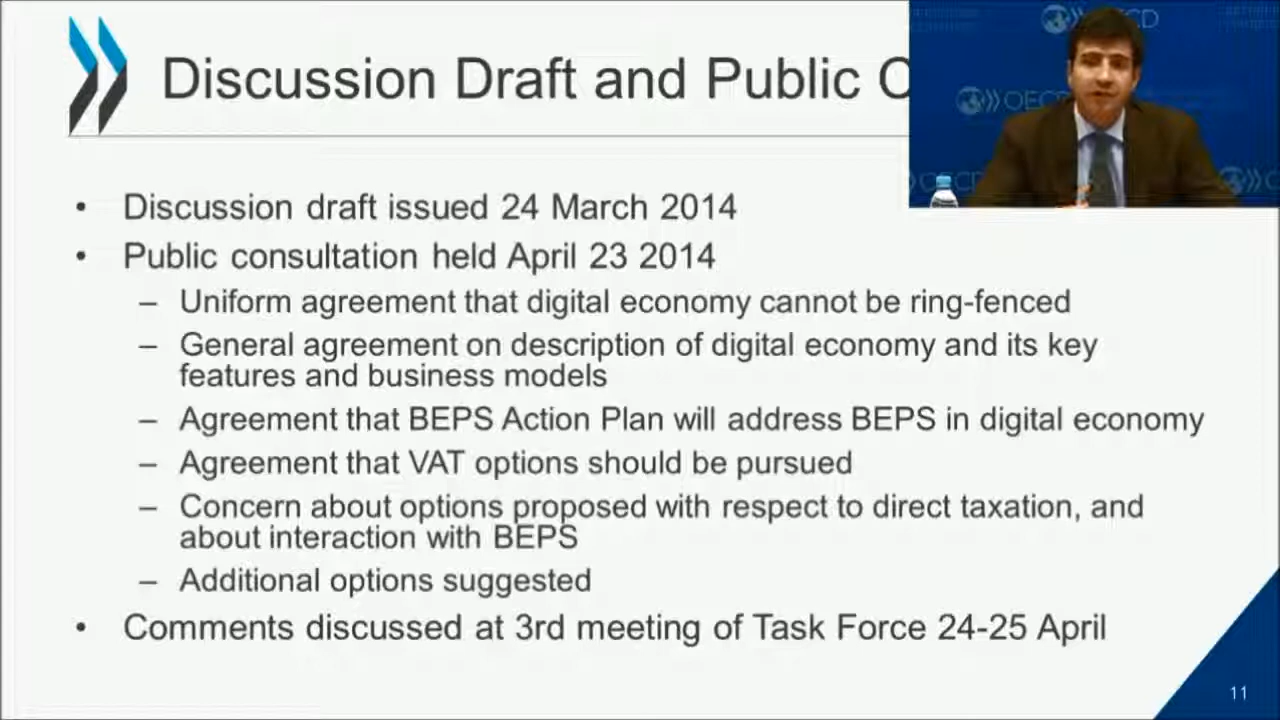 Discussion Draft and Public C
OECD
OECD
OECD
• Discussion draft issued 24 March 2014
• Public consultation held April 23 2014
– Uniform agreement that digital economy cannot be ring-fenced
– General agreement on description of digital economy and its key
features and business models
– Agreement that BEPS Action Plan will address BEPS in digital economy
– Agreement that VAT options should be pursued
– Concern about options proposed with respect to direct taxation, and
about interaction with BEPS
– Additional options suggested
• Comments discussed at 3rd meeting of Task Force 24-25 April
11